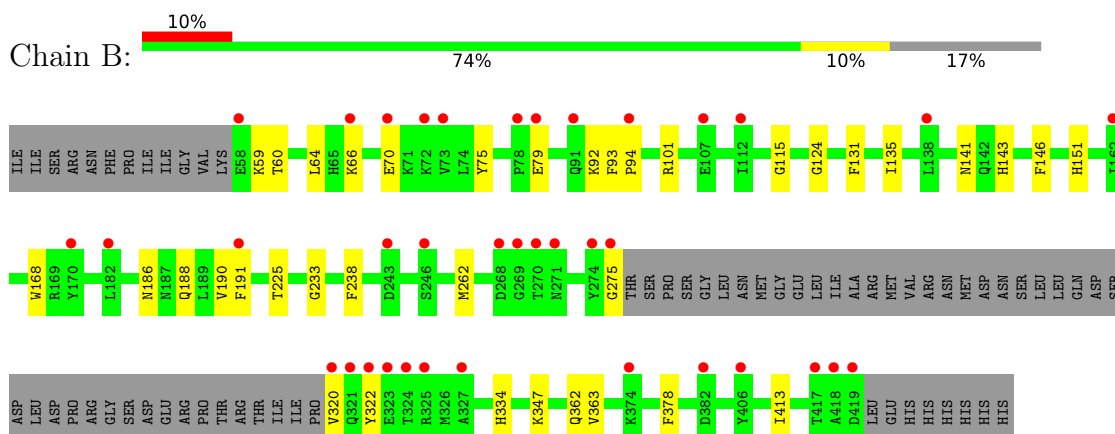 10%
Chain B:
74% 10% 17%
ILE ILE SER ARG ASN PHE PRO ILE ILE GLY VAL LYS E58 K59 T60 L64 H65 K66 E70 K71 K72 V73 L74 Y75 P78 E79 Q91 K92 F93 P94 R101 E107 I112 G115 G124 F131 I135 L138 N141 Q142 H143 F146 H151 I162
W168 R169 Y170 L182 N186 N187 Q188 L189 V190 F191 T225 G233 F238 D243 S246 M262 D268 G269 T270 N271 Y274 G275 THR SER PRO SER GLY LEU ASN MET GLY GLU LEU ILE ALA ARG MET VAL ARG ASN MET ASP ASN SER LEU LEU GLN ASP SER
ASP LEU ASP PRO ARG GLY SER ASP GLU ARG PRO THR ARG THR ILE ILE PRO V320 Q321 Y322 E323 T324 R325 M326 A327 H334 K347 Q362 V363 K374 F378 D382 Y406 I413 T417 A418 D419 LEU GLU HIS HIS HIS HIS HIS HIS